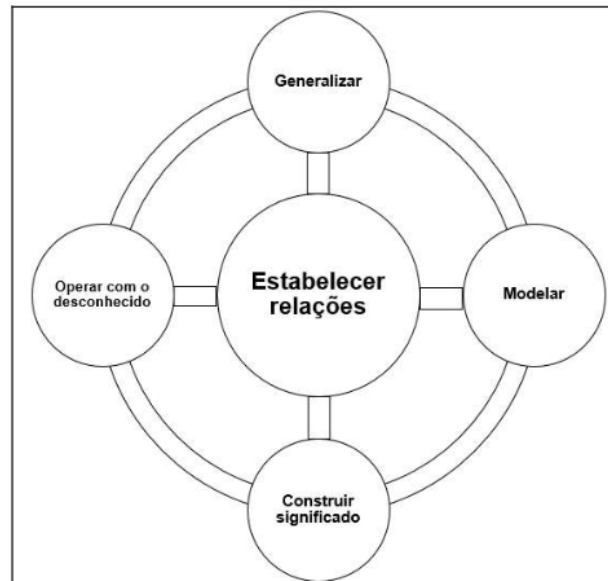 Generalizar
Operar com o
desconhecido
Estabelecer
relações
Modelar
Construir
significado